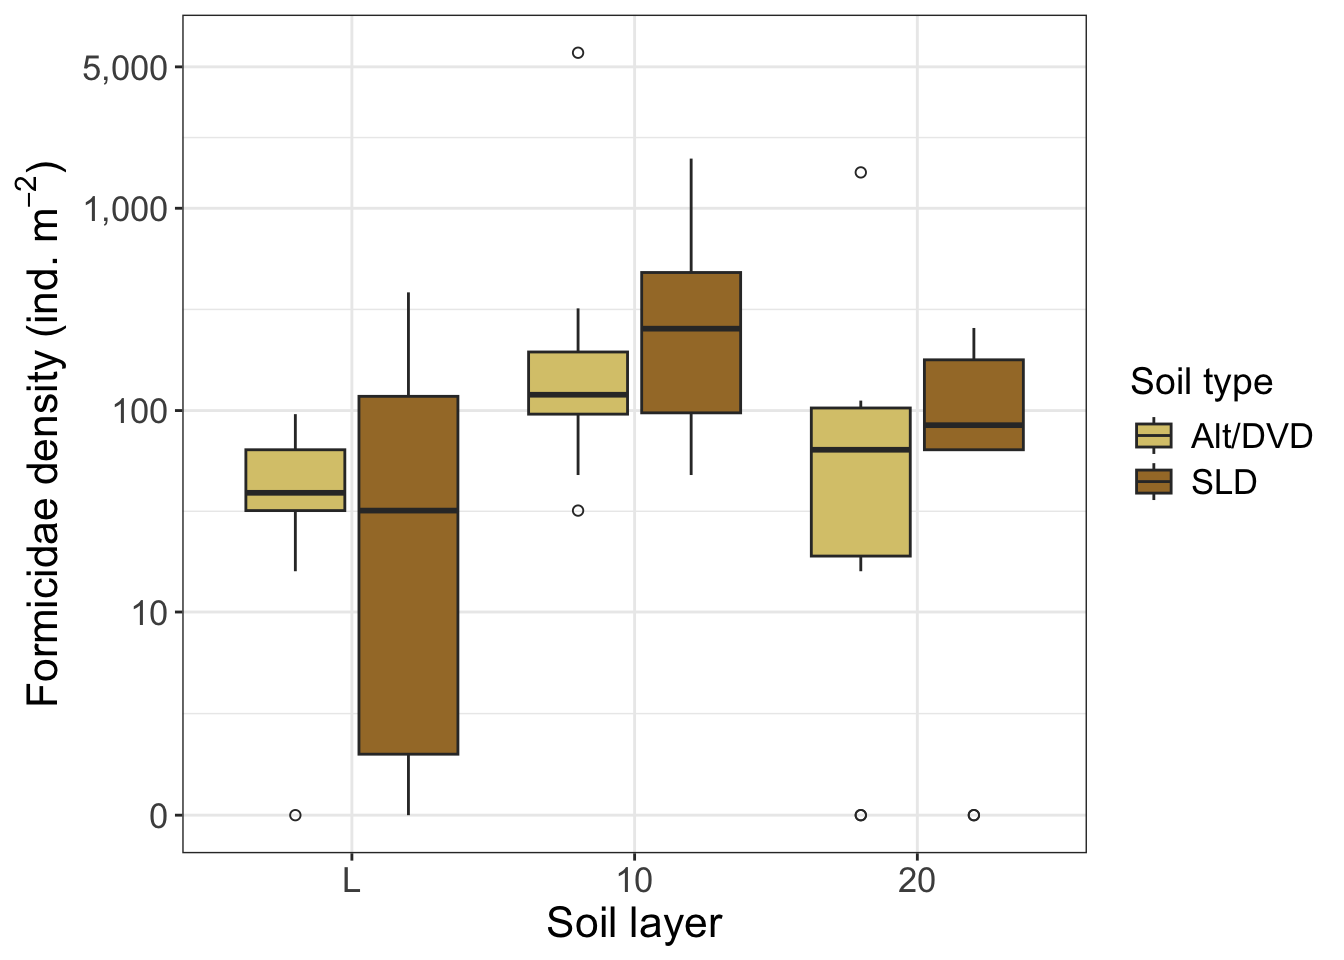 Formicidae density (ind. m⁻²)
5,000
1,000
100
10
0
L
10
20
Soil layer
Soil type
Alt/DVD
SLD